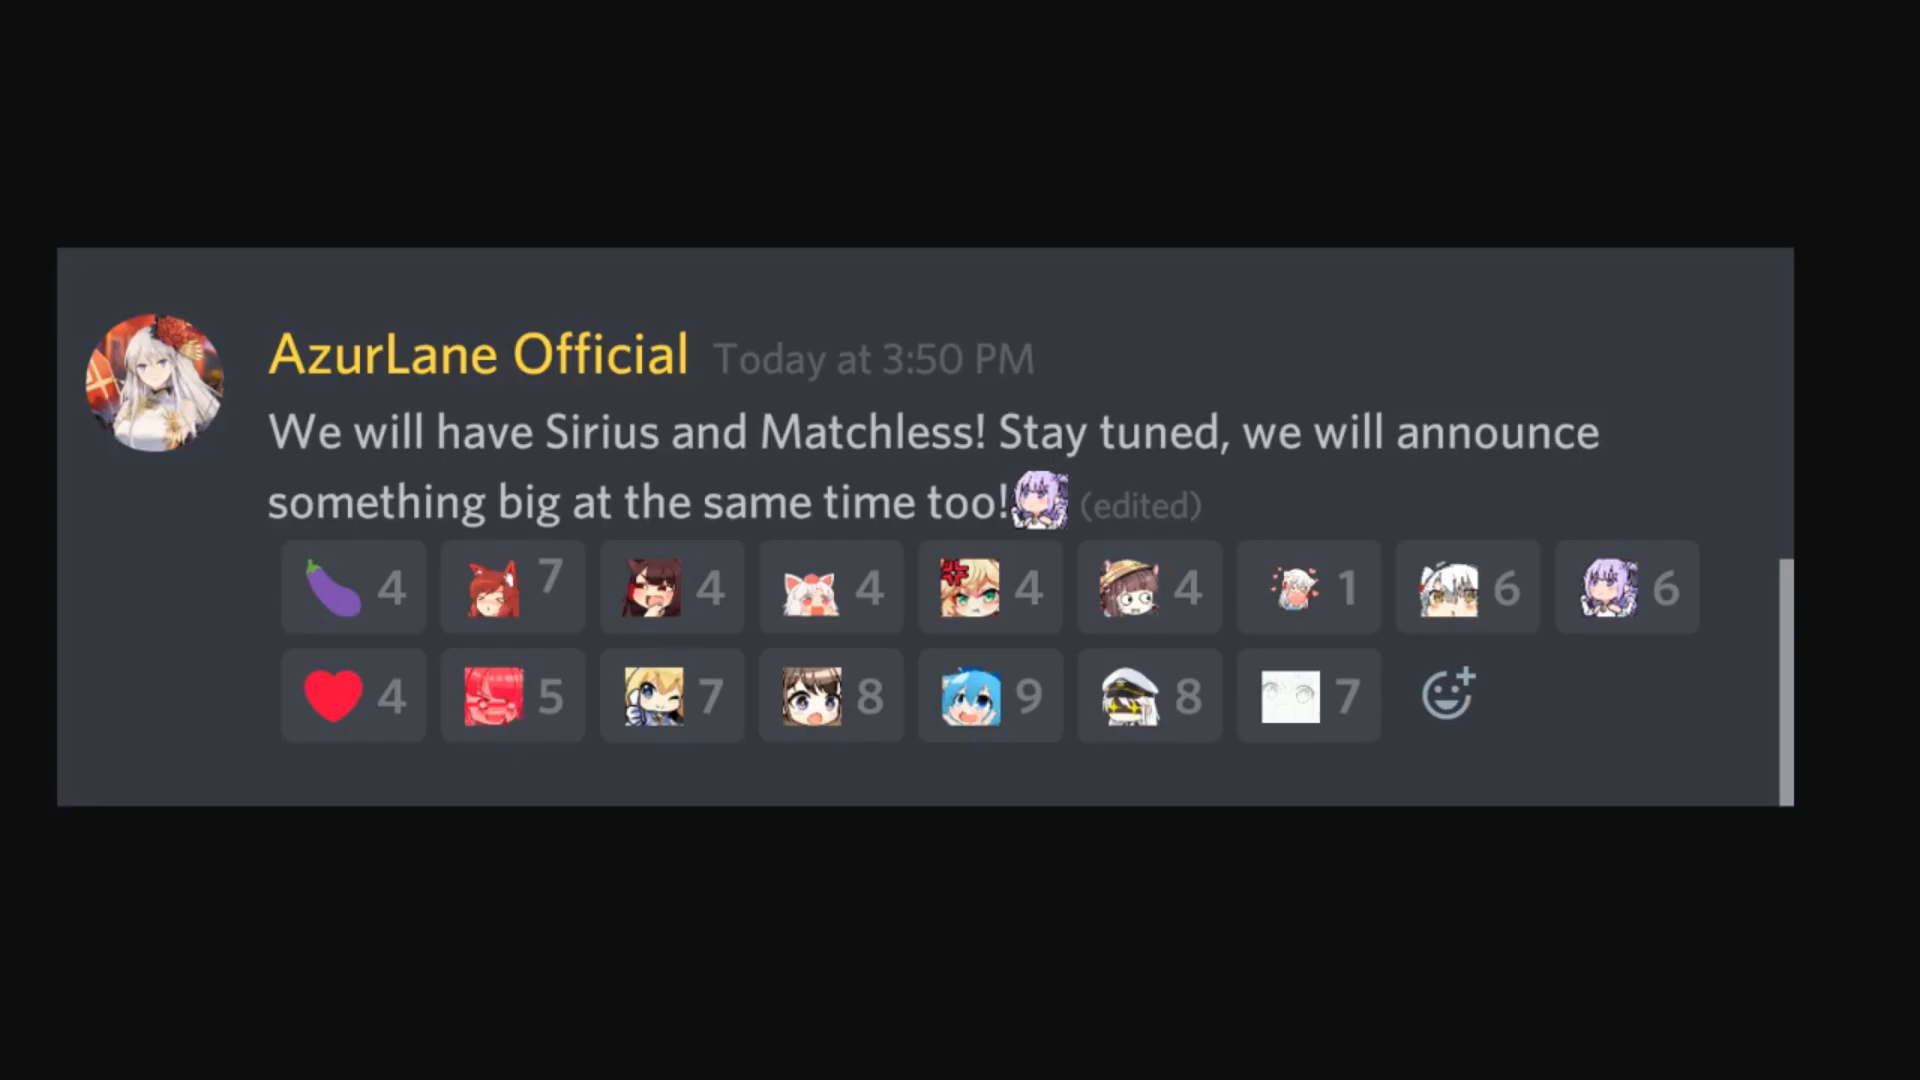 AzurLane Official Today at 3:50 PM
We will have Sirius and Matchless! Stay tuned, we will announce
something big at the same time too! (edited)
4 7 4 4 4 4 1 6 6
4 5 7 8 9 8 7